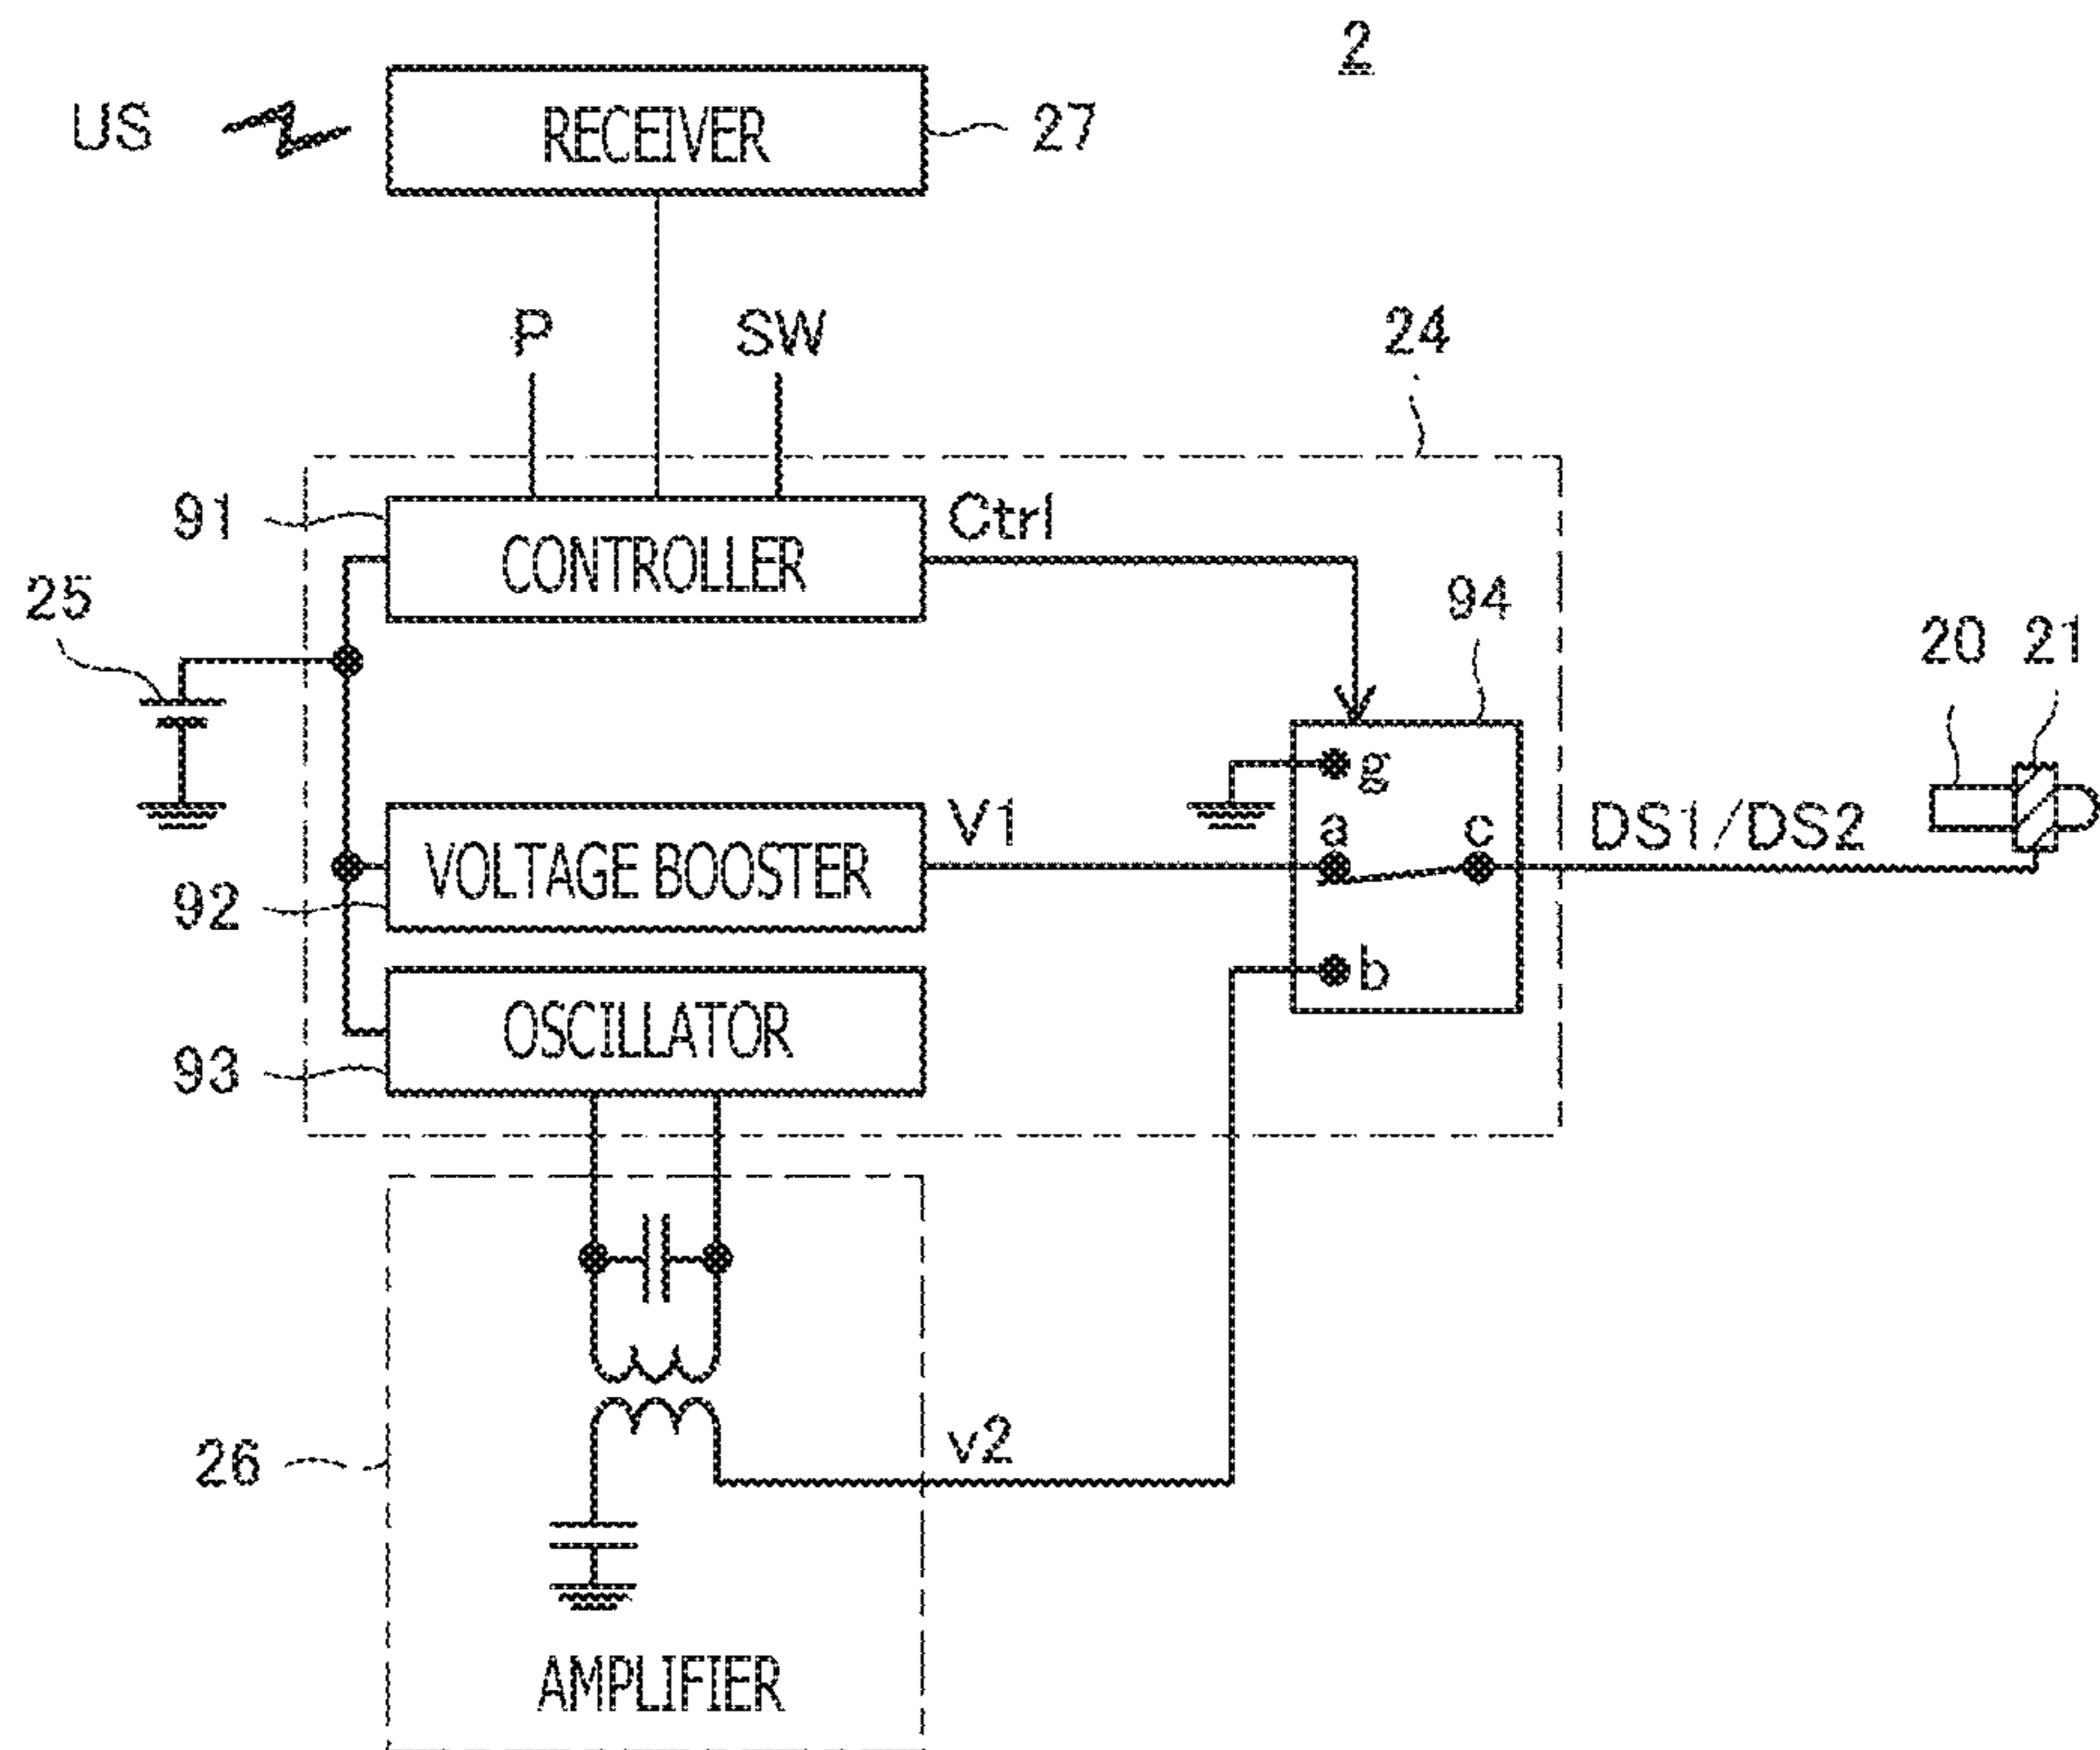 2
US
RECEIVER
27
P
SW
24
91
Ctrl
CONTROLLER
25
94
20 21
g
V1
a
c
DS1/DS2
VOLTAGE BOOSTER
92
b
OSCILLATOR
93
26
v2
AMPLIFIER